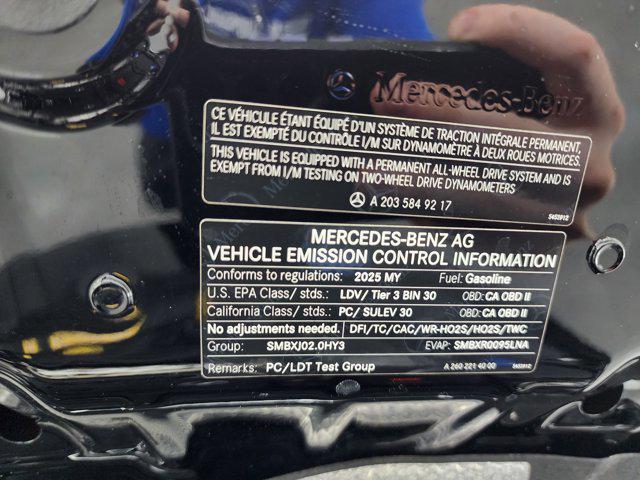 Mercedes-Benz
CE VÉHICULE ÉTANT ÉQUIPÉ D'UN SYSTÈME DE TRACTION INTÉGRALE PERMANENT,
IL EST EXEMPTÉ DU CONTRÔLE I/M SUR DYNAMOMÈTRE À DEUX ROUES MOTRICES.
THIS VEHICLE IS EQUIPPED WITH A PERMANENT ALL-WHEEL DRIVE SYSTEM AND IS
EXEMPT FROM I/M TESTING ON TWO-WHEEL DRIVE DYNAMOMETERS
A 203 584 92 17
MERCEDES-BENZ AG
VEHICLE EMISSION CONTROL INFORMATION
Conforms to regulations: 2025 MY Fuel: Gasoline
U.S. EPA Class/ stds.: LDV/ Tier 3 BIN 30 OBD: CA OBD II
California Class/ stds.: PC/ SULEV 30 OBD: CA OBD II
No adjustments needed. DFI/TC/CAC/WR-HO2S/HO2S/TWC
Group: SMBXJ02.0HY3 EVAP: SMBXR0095LNA
Remarks: PC/LDT Test Group A 260 221 40 00